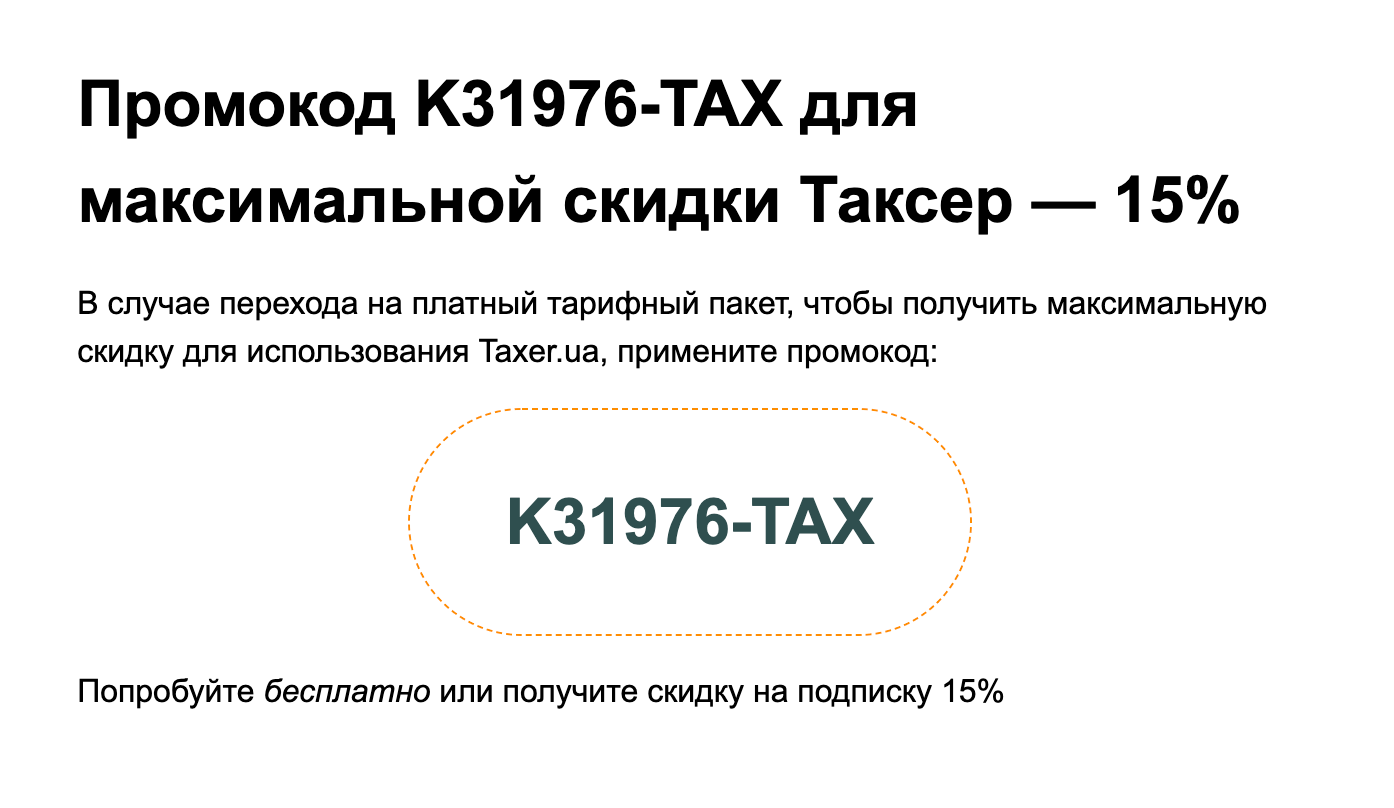 Промокод K31976-TAX для
максимальной скидки Таксер — 15%
В случае перехода на платный тарифный пакет, чтобы получить максимальную
скидку для использования Taxer.ua, примените промокод:
K31976-TAX
Попробуйте бесплатно или получите скидку на подписку 15%